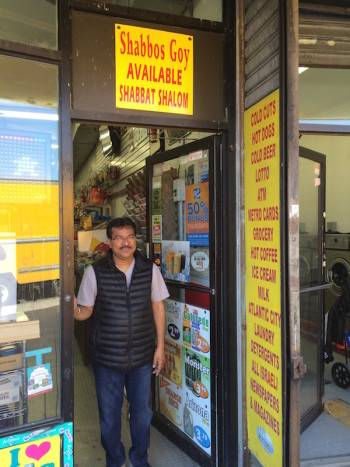 Shabbos Goy
AVAILABLE
SHABBAT SHALOM
COLD CUTS
HOT DOGS
COLD BEER
LOTTO
ATM
METRO CARDS
GROCERY
HOT COFFEE
ICE CREAM
MILK
ATLANTIC CITY
LAUNDRY
DETERGENTS
ALL ISRAELI
NEWSPAPERS
& MAGAZINES
50%
Monster
I